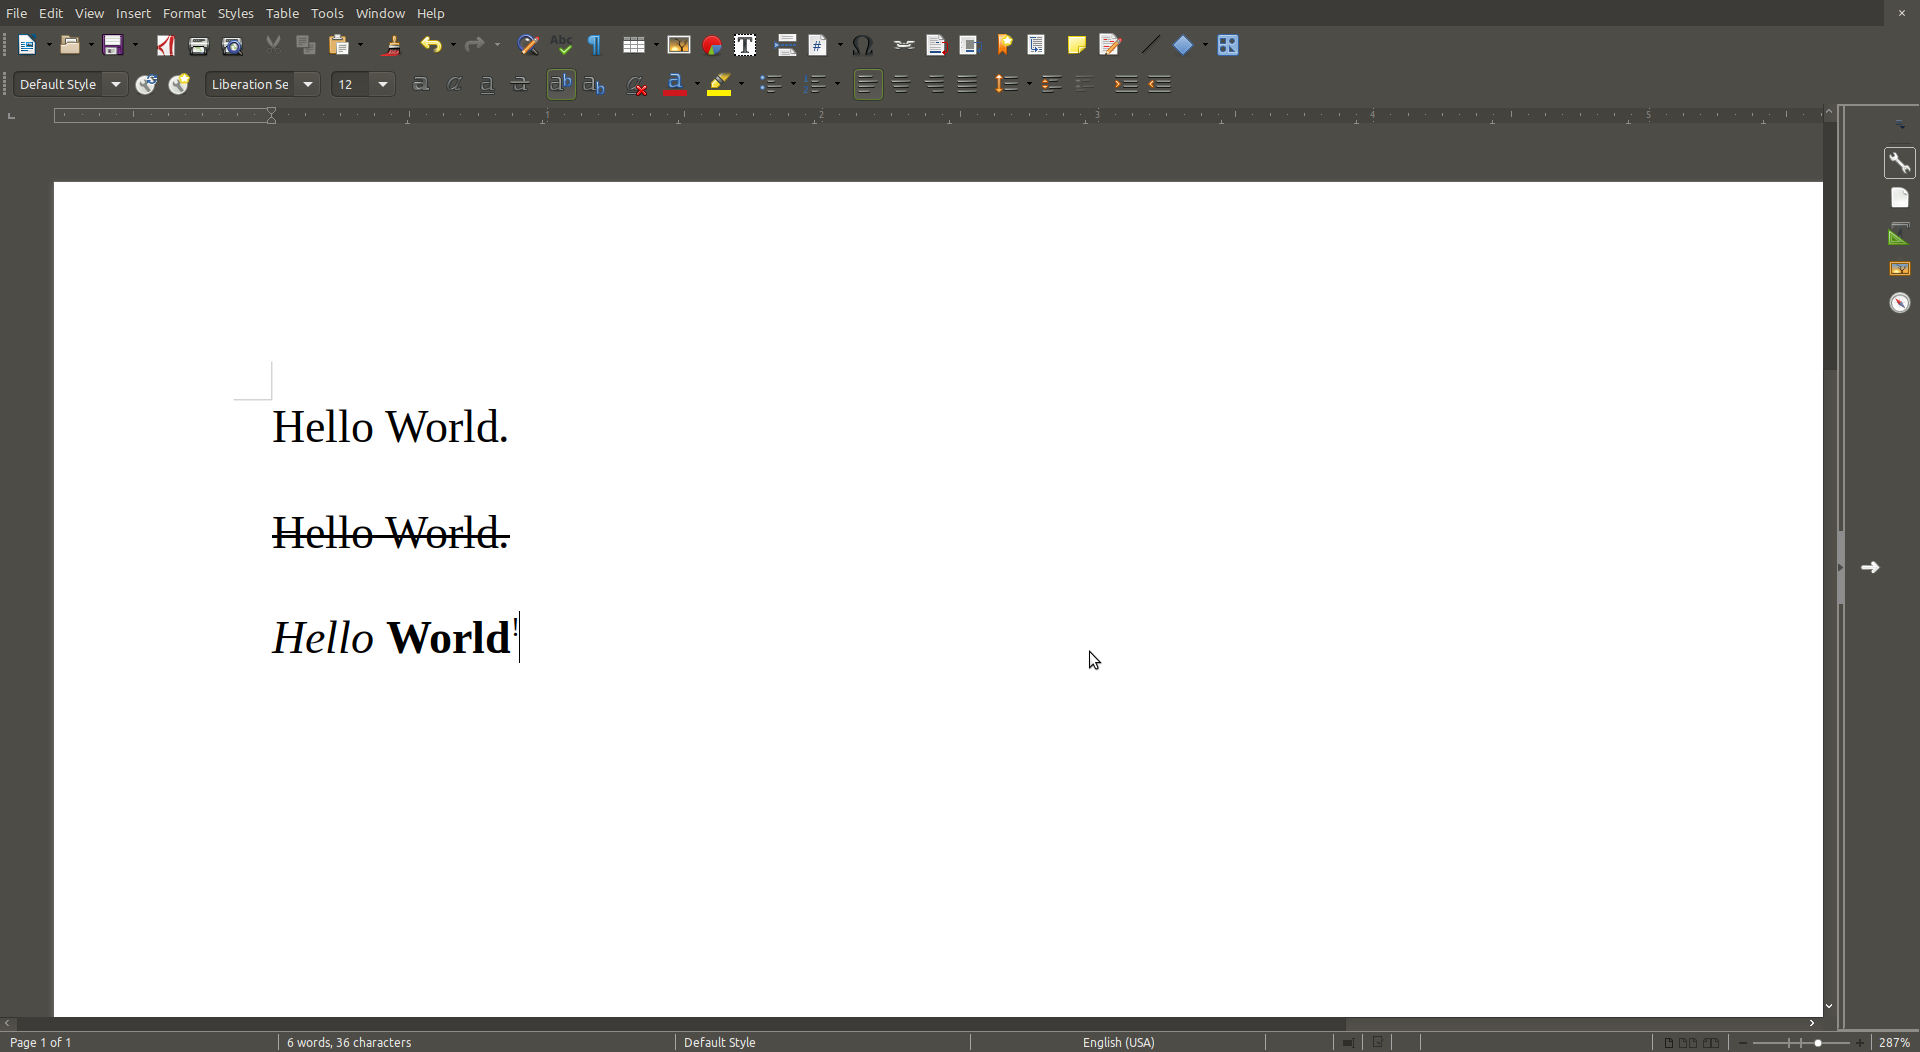 File Edit View Insert Format Styles Table Tools Window Help
Default Style Liberation Se 12
1 2 3 4 5
Hello World.
Hello World.
Hello World!
Page 1 of 1 6 words, 36 characters Default Style English (USA) 287%